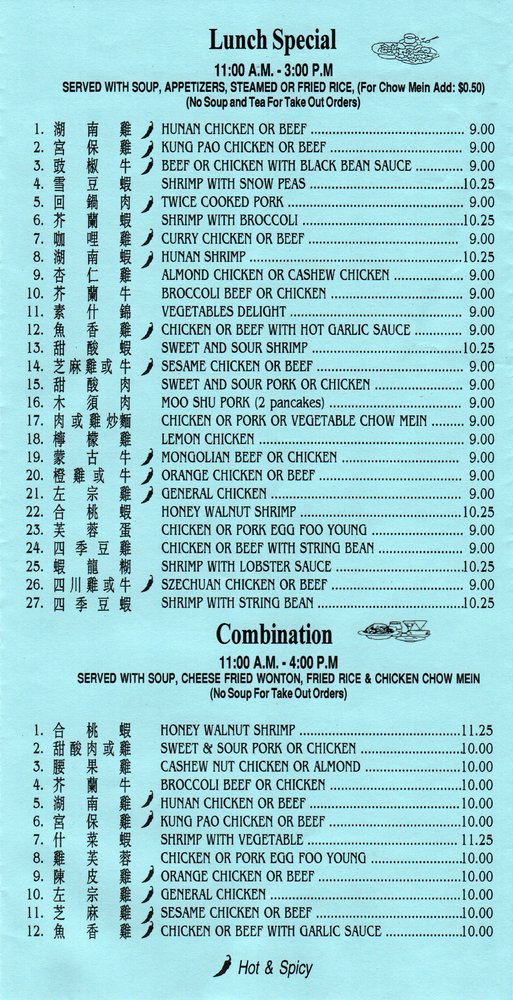 Lunch Special
11:00 A.M. - 3:00 P.M
SERVED WITH SOUP, APPETIZERS, STEAMED OR FRIED RICE, (For Chow Mein Add: $0.50)
(No Soup and Tea For Take Out Orders)
1. 湖南雞 HUNAN CHICKEN OR BEEF 9.00
2. 宮保雞 KUNG PAO CHICKEN OR BEEF 9.00
3. 豉椒牛 BEEF OR CHICKEN WITH BLACK BEAN SAUCE 9.00
4. 雪豆蝦 SHRIMP WITH SNOW PEAS 10.25
5. 回鍋肉 TWICE COOKED PORK 9.00
6. 芥蘭蝦 SHRIMP WITH BROCCOLI 10.25
7. 咖哩雞 CURRY CHICKEN OR BEEF 9.00
8. 湖南蝦 HUNAN SHRIMP 10.25
9. 杏仁雞 ALMOND CHICKEN OR CASHEW CHICKEN 9.00
10. 芥蘭牛 BROCCOLI BEEF OR CHICKEN 9.00
11. 素什錦 VEGETABLES DELIGHT 9.00
12. 魚香雞 CHICKEN OR BEEF WITH HOT GARLIC SAUCE 9.00
13. 甜酸蝦 SWEET AND SOUR SHRIMP 10.25
14. 芝麻雞或牛 SESAME CHICKEN OR BEEF 9.00
15. 甜酸肉 SWEET AND SOUR PORK OR CHICKEN 9.00
16. 木須肉 MOO SHU PORK (2 pancakes) 9.00
17. 肉或雞炒麵 CHICKEN OR PORK OR VEGETABLE CHOW MEIN 9.00
18. 檸檬雞 LEMON CHICKEN 9.00
19. 蒙古牛 MONGOLIAN BEEF OR CHICKEN 9.00
20. 橙雞或牛 ORANGE CHICKEN OR BEEF 9.00
21. 左宗雞 GENERAL CHICKEN 9.00
22. 合桃蝦 HONEY WALNUT SHRIMP 10.25
23. 芙蓉蛋 CHICKEN OR PORK EGG FOO YOUNG 9.00
24. 四季豆雞 CHICKEN OR BEEF WITH STRING BEAN 9.00
25. 蝦龍糊 SHRIMP WITH LOBSTER SAUCE 10.25
26. 四川雞或牛 SZECHUAN CHICKEN OR BEEF 9.00
27. 四季豆蝦 SHRIMP WITH STRING BEAN 10.25
Combination
11:00 A.M. - 4:00 P.M
SERVED WITH SOUP, CHEESE FRIED WONTON, FRIED RICE & CHICKEN CHOW MEIN
(No Soup For Take Out Orders)
1. 合桃蝦 HONEY WALNUT SHRIMP 11.25
2. 甜酸肉或雞 SWEET & SOUR PORK OR CHICKEN 10.00
3. 腰果雞 CASHEW NUT CHICKEN OR ALMOND 10.00
4. 芥蘭牛 BROCCOLI BEEF OR CHICKEN 10.00
5. 湖南雞 HUNAN CHICKEN OR BEEF 10.00
6. 宮保雞 KUNG PAO CHICKEN OR BEEF 10.00
7. 什菜蝦 SHRIMP WITH VEGETABLE 11.25
8. 雞芙蓉 CHICKEN OR PORK EGG FOO YOUNG 10.00
9. 陳皮雞 ORANGE CHICKEN OR BEEF 10.00
10. 左宗雞 GENERAL CHICKEN 10.00
11. 芝麻雞 SESAME CHICKEN OR BEEF 10.00
12. 魚香雞 CHICKEN OR BEEF WITH GARLIC SAUCE 10.00
Hot & Spicy